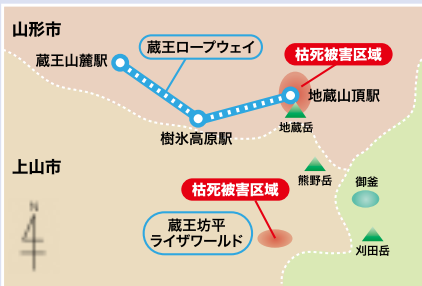 山形市
蔵王ロープウェイ
枯死被害区域
蔵王山麓駅
地蔵山頂駅
樹氷高原駅
地蔵岳
上山市
熊野岳
枯死被害区域
御釜
蔵王坊平
ライザワールド
刈田岳
N